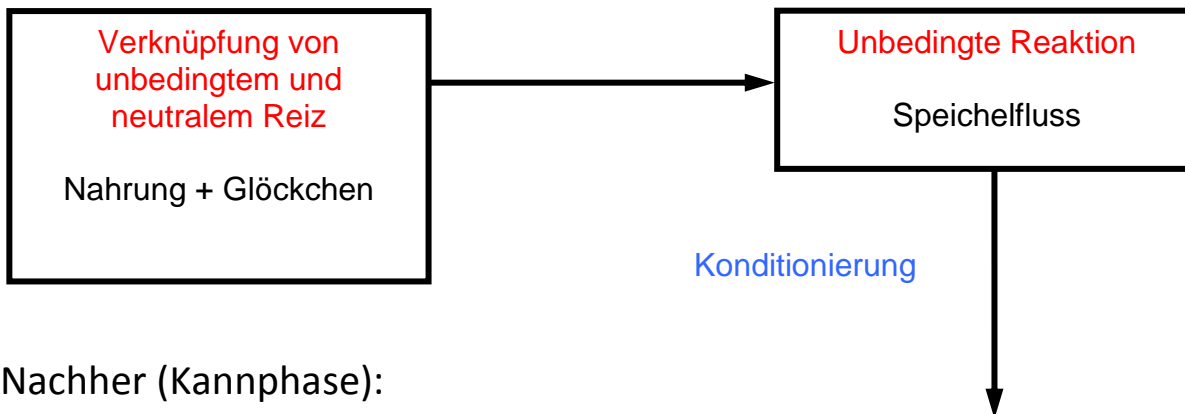 Verknüpfung von
unbedingtem und
neutralem Reiz
Nahrung + Glöckchen
Unbedingte Reaktion
Speichelfluss
Konditionierung
Nachher (Kannphase):